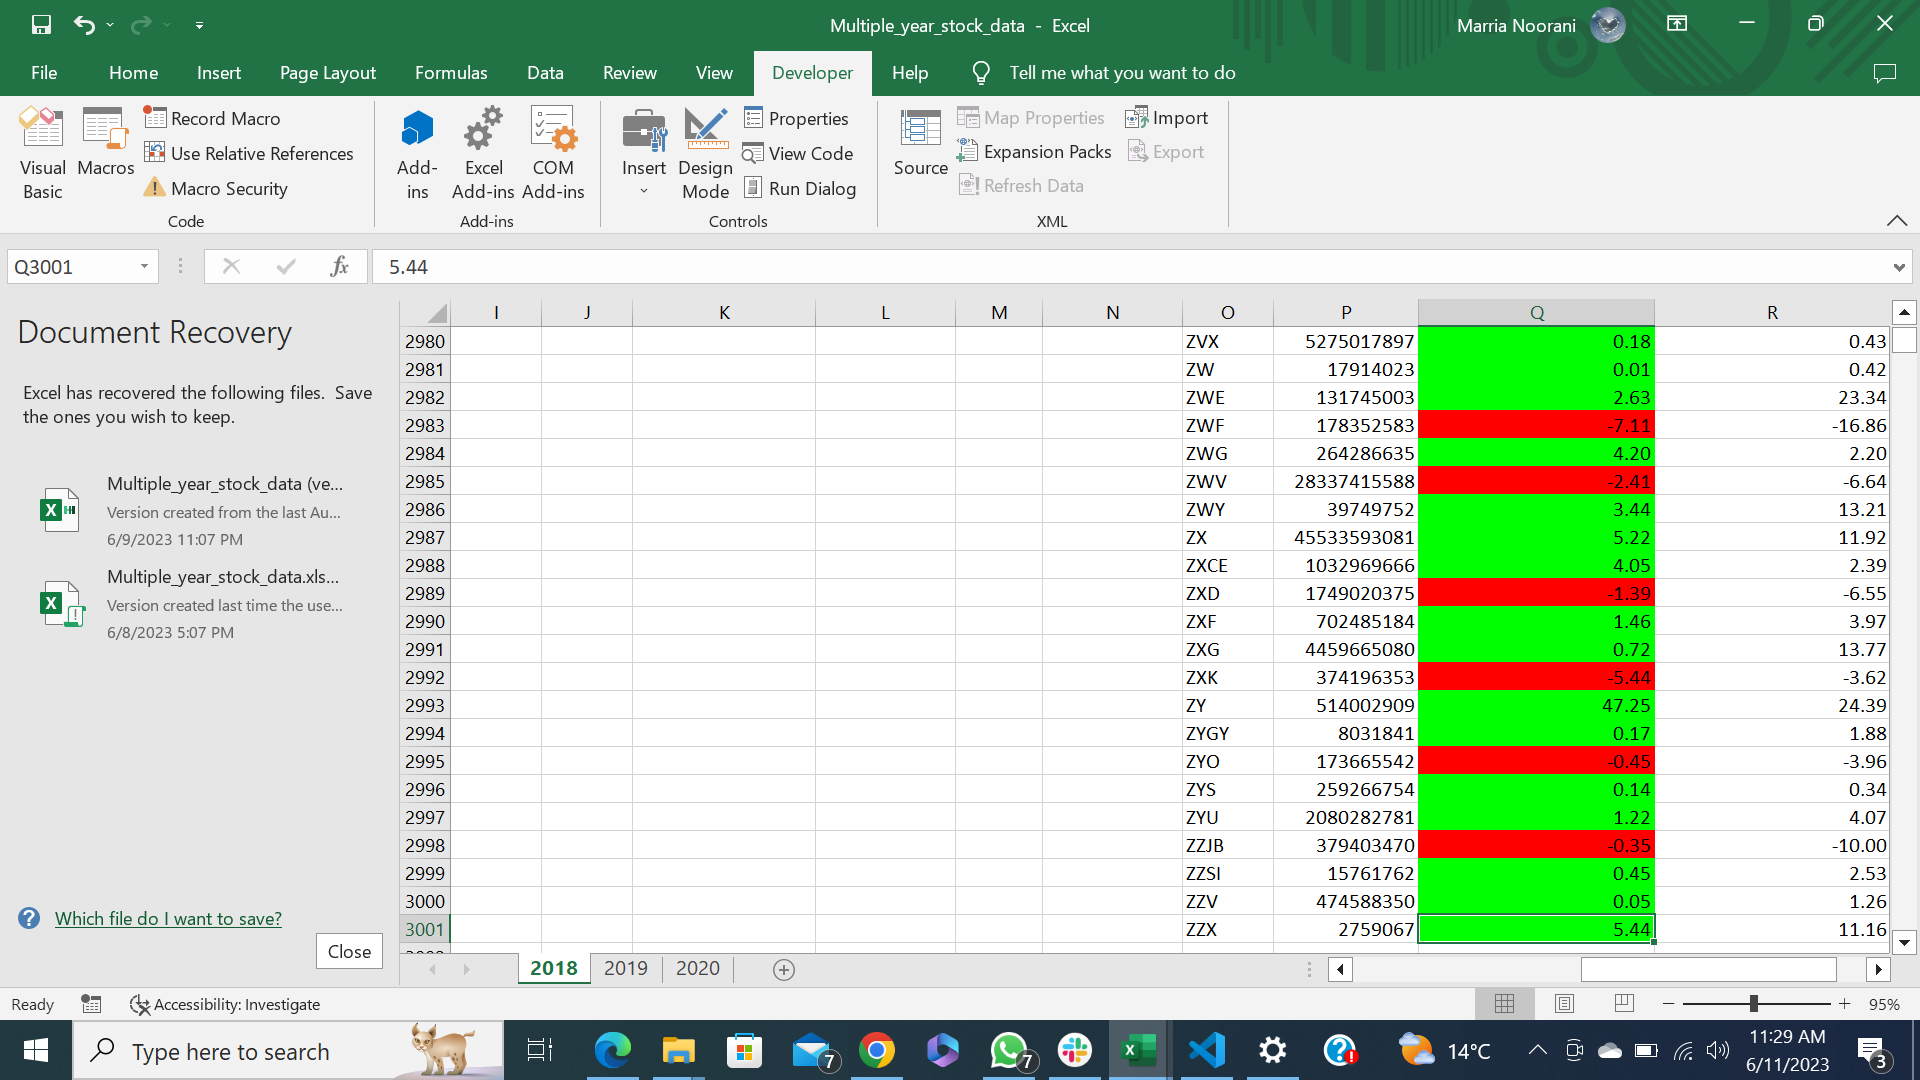 Multiple_year_stock_data - Excel
Marria Noorani
File Home Insert Page Layout Formulas Data Review View Developer Help Tell me what you want to do
Visual Basic
Macros
Record Macro
Use Relative References
Macro Security
Code
Add-ins
Excel Add-ins
COM Add-ins
Add-ins
Insert
Design Mode
Properties
View Code
Run Dialog
Controls
Source
Map Properties
Expansion Packs
Refresh Data
Import
Export
XML
Q3001
fx
5.44
Document Recovery
Excel has recovered the following files. Save
the ones you wish to keep.
Multiple_year_stock_data (ve...
Version created from the last Au...
6/9/2023 11:07 PM
Multiple_year_stock_data.xls...
Version created last time the use...
6/8/2023 5:07 PM
Which file do I want to save?
Close
I J K L M N O P Q R
2980 ZVX 5275017897 0.18 0.43
2981 ZW 17914023 0.01 0.42
2982 ZWE 131745003 2.63 23.34
2983 ZWF 178352583 -7.11 -16.86
2984 ZWG 264286635 4.20 2.20
2985 ZWV 28337415588 -2.41 -6.64
2986 ZWY 39749752 3.44 13.21
2987 ZX 45533593081 5.22 11.92
2988 ZXCE 1032969666 4.05 2.39
2989 ZXD 1749020375 -1.39 -6.55
2990 ZXF 702485184 1.46 3.97
2991 ZXG 4459665080 0.72 13.77
2992 ZXK 374196353 -5.44 -3.62
2993 ZY 514002909 47.25 24.39
2994 ZYGY 8031841 0.17 1.88
2995 ZYO 173665542 -0.45 -3.96
2996 ZYS 259266754 0.14 0.34
2997 ZYU 2080282781 1.22 4.07
2998 ZZJB 379403470 -0.35 -10.00
2999 ZZSI 15761762 0.45 2.53
3000 ZZV 474588350 0.05 1.26
3001 ZZX 2759067 5.44 11.16
2018 2019 2020
Ready
Accessibility: Investigate
95%
Type here to search
7
7
14°C
11:29 AM
6/11/2023
3